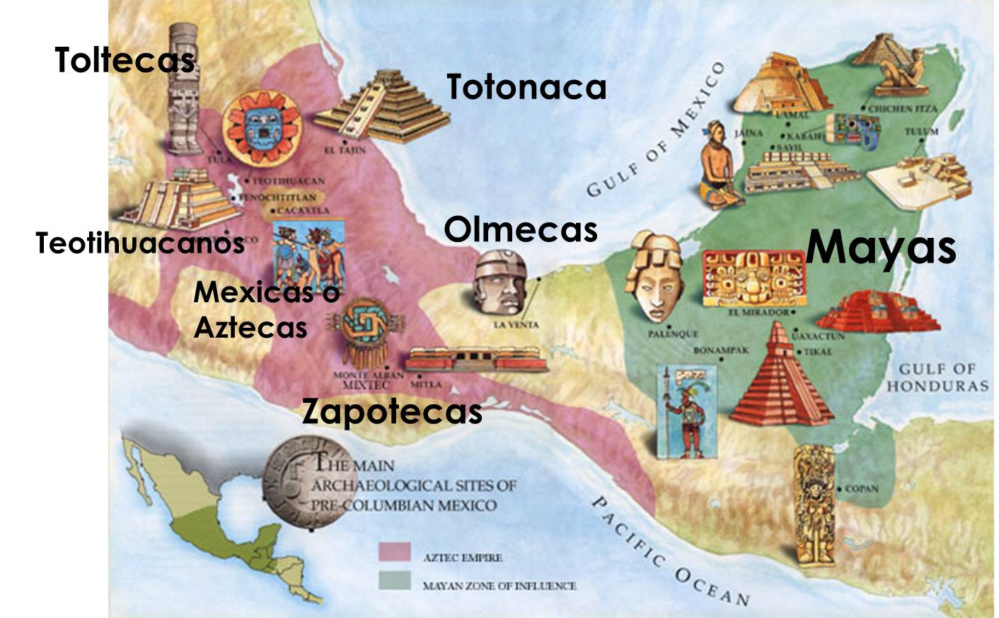 Toltecas
Totonaca
GULF OF MEXICO
UXMAL
CHICHEN ITZA
JAINA
KABAH
TULUM
SAYIL
EL TAJIN
TULA
TEOTIHUACAN
TENOCHTITLAN
CACAXTLA
Teotihuacanos
Olmecas
Mayas
Mexicas o
Aztecas
LA VENTA
EL MIRADOR
PALENQUE
UAXACTUN
BONAMPAK
TIKAL
MONTE ALBAN
MIXTEC
MITLA
GULF OF
HONDURAS
Zapotecas
THE MAIN
ARCHAEOLOGICAL SITES OF
PRE-COLUMBIAN MEXICO
COPAN
PACIFIC OCEAN
AZTEC EMPIRE
MAYAN ZONE OF INFLUENCE